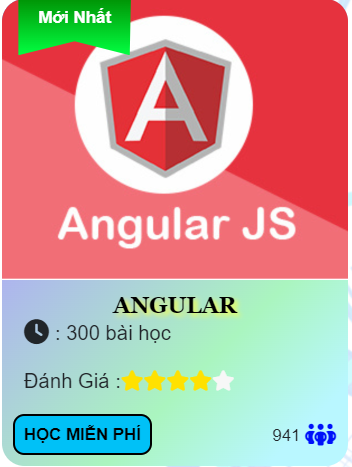 Mới Nhất
A
Angular JS
ANGULAR
: 300 bài học
Đánh Giá :
HỌC MIỄN PHÍ
941